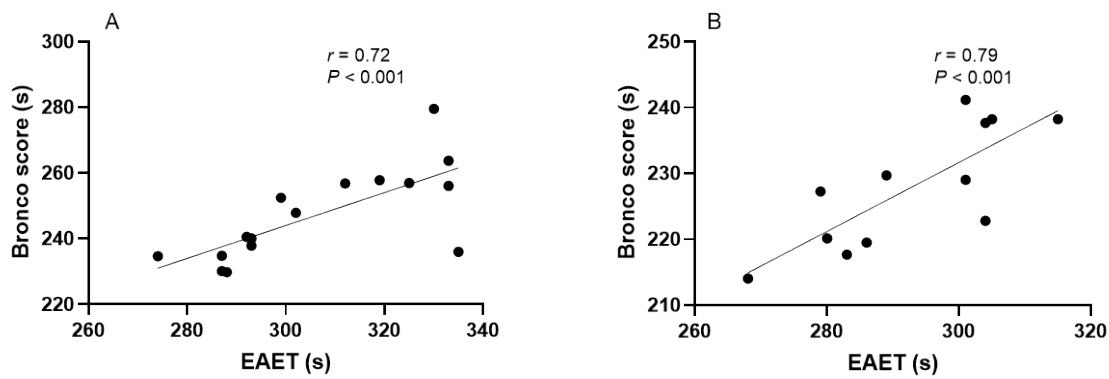 A
r = 0.72
P < 0.001
Bronco score (s)
300
280
260
240
220
260
280
300
320
340
EAET (s)
B
r = 0.79
P < 0.001
Bronco score (s)
250
240
230
220
210
260
280
300
320
EAET (s)